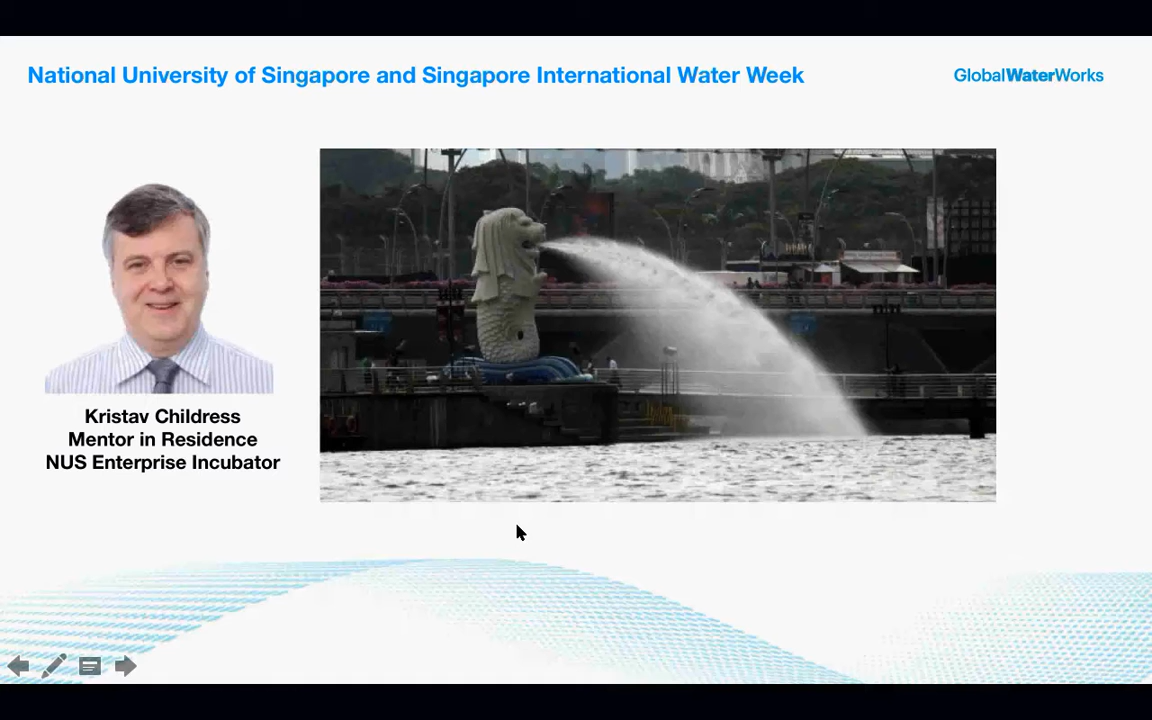 National University of Singapore and Singapore International Water Week
GlobalWaterWorks
Kristav Childress
Mentor in Residence
NUS Enterprise Incubator